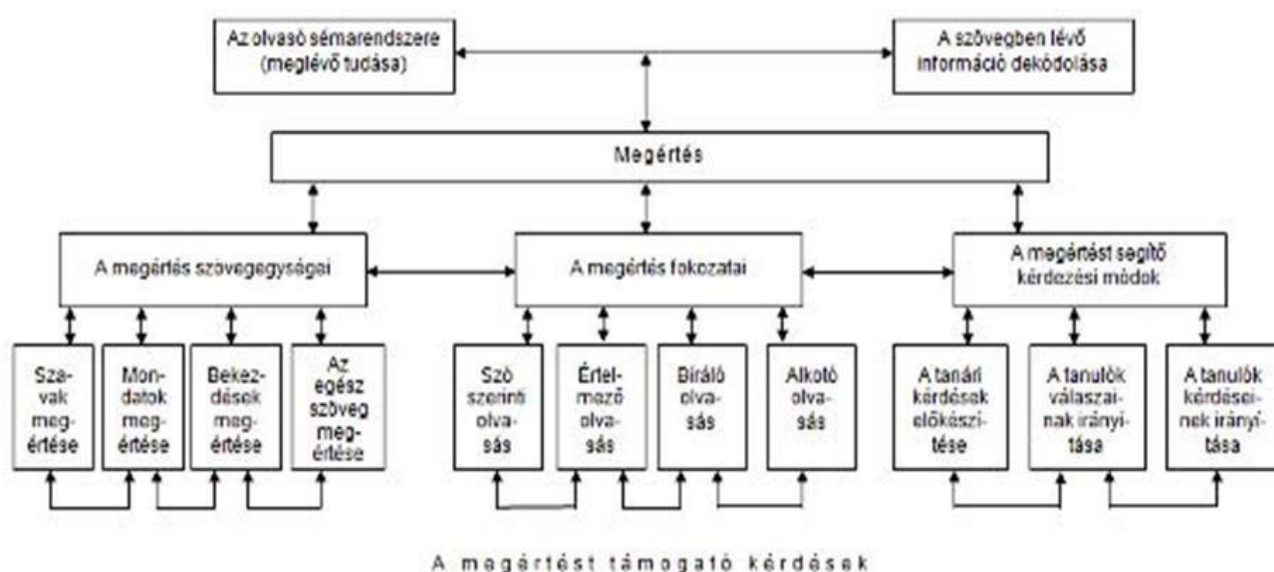 Az olvasó sémarendszere
(meglévő tudása)
A szövegben lévő
információ dekódolása
Megértés
A megértés szövegegységei
A megértés fokozatai
A megértést segítő
kérdezési módok
Sza-
vak
meg-
értése
Mon-
datok
meg-
értése
Bekez-
dések
meg-
értése
Az
egész
szöveg
meg-
értése
Szó
szerinti
olva-
sás
Értel-
mező
olva-
sás
Bíráló
olva-
sás
Alkotó
olva-
sás
A tanári
kérdések
előkészí-
tése
A tanulók
válaszai-
nak irányí-
tása
A tanulók
kérdései-
nek irányí-
tása
A megértést támogató kérdések